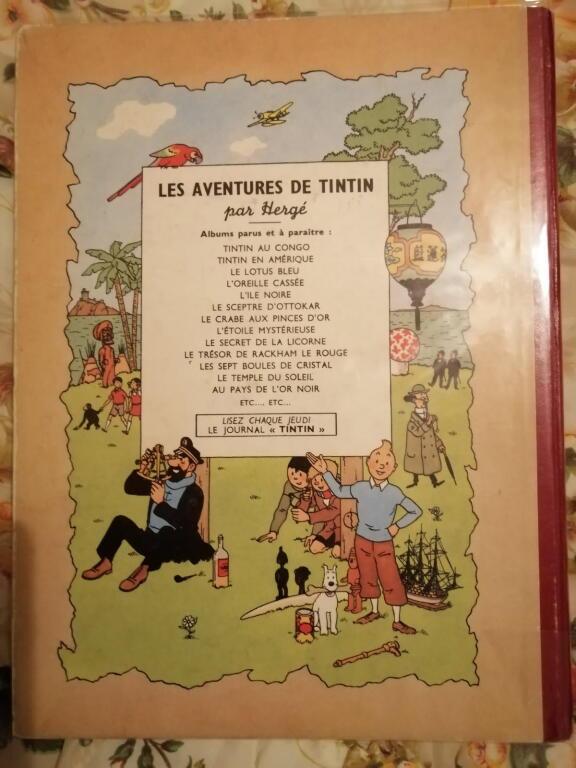 LES AVENTURES DE TINTIN
par Hergé
Albums parus et à paraître :
TINTIN AU CONGO
TINTIN EN AMÉRIQUE
LE LOTUS BLEU
L'OREILLE CASSÉE
L'ILE NOIRE
LE SCEPTRE D'OTTOKAR
LE CRABE AUX PINCES D'OR
L'ÉTOILE MYSTÉRIEUSE
LE SECRET DE LA LICORNE
LE TRÉSOR DE RACKHAM LE ROUGE
LES SEPT BOULES DE CRISTAL
LE TEMPLE DU SOLEIL
AU PAYS DE L'OR NOIR
ETC..., ETC...
LISEZ CHAQUE JEUDI
LE JOURNAL « TINTIN »